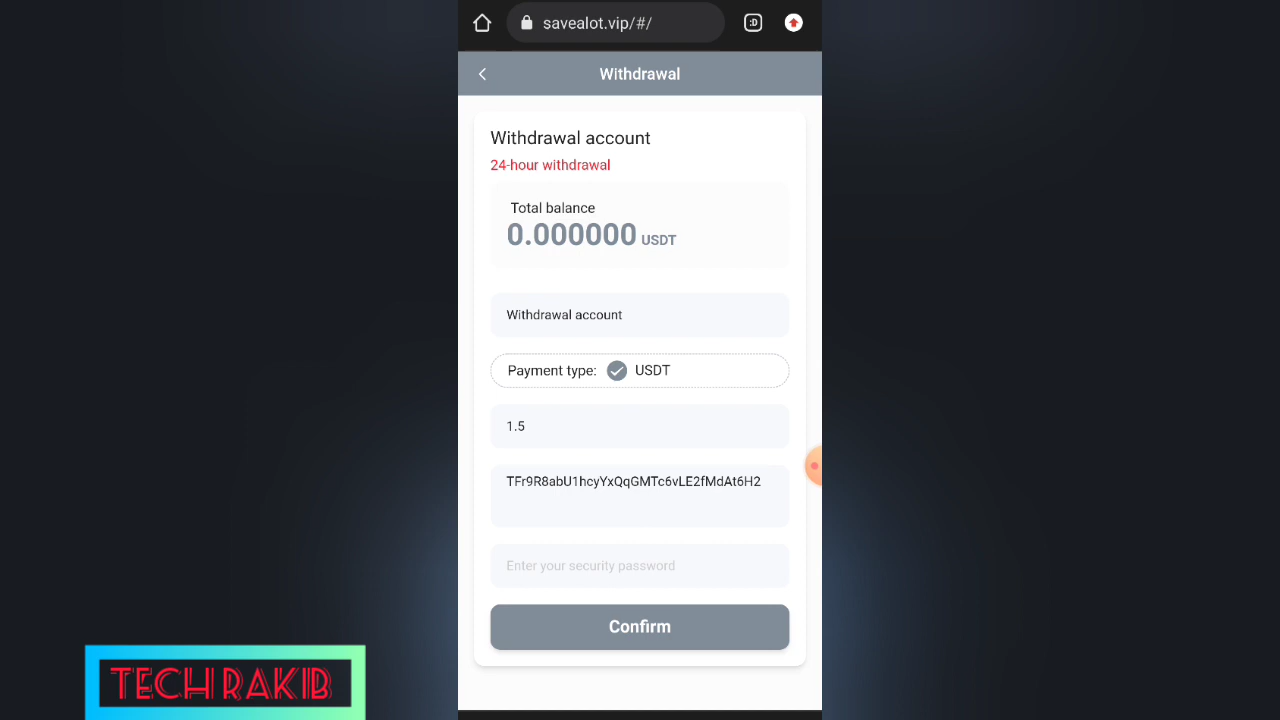 savealot.vip/#/
:D
Withdrawal
Withdrawal account
24-hour withdrawal
Total balance
0.000000 USDT
Withdrawal account
Payment type: USDT
1.5
TFr9R8abU1hcyYxQqGMTc6vLE2fMdAt6H2
Enter your security password
Confirm
TECH RAKIB